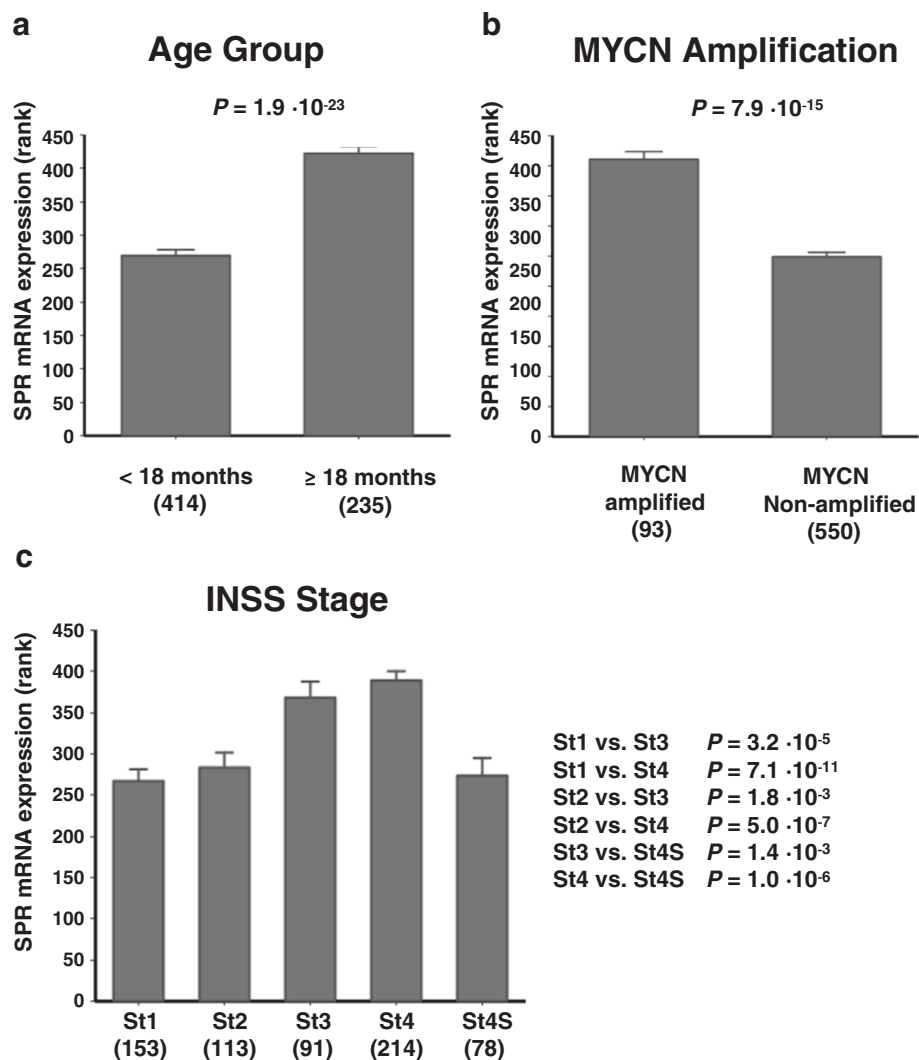 a
Age Group
P = 1.9 ·10-23
SPR mRNA expression (rank)
450
400
350
300
250
200
150
100
50
0
< 18 months
(414)
≥ 18 months
(235)
b
MYCN Amplification
P = 7.9 ·10-15
SPR mRNA expression (rank)
450
400
350
300
250
200
150
100
50
0
MYCN
amplified
(93)
MYCN
Non-amplified
(550)
c
INSS Stage
SPR mRNA expression (rank)
450
400
350
300
250
200
150
100
50
0
St1 St2 St3 St4 St4S
(153) (113) (91) (214) (78)
St1 vs. St3 P = 3.2 ·10-5
St1 vs. St4 P = 7.1 ·10-11
St2 vs. St3 P = 1.8 ·10-3
St2 vs. St4 P = 5.0 ·10-7
St3 vs. St4S P = 1.4 ·10-3
St4 vs. St4S P = 1.0 ·10-6